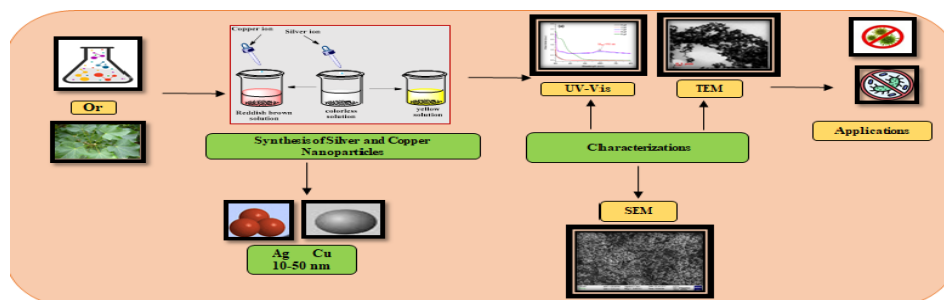 Copper ion
Silver ion
Reddish brown
solution
colorless
solution
yellow
solution
Or
Synthesis of Silver and Copper
Nanoparticles
Ag Cu
10-50 nm
UV-Vis
TEM
Characterizations
SEM
Applications